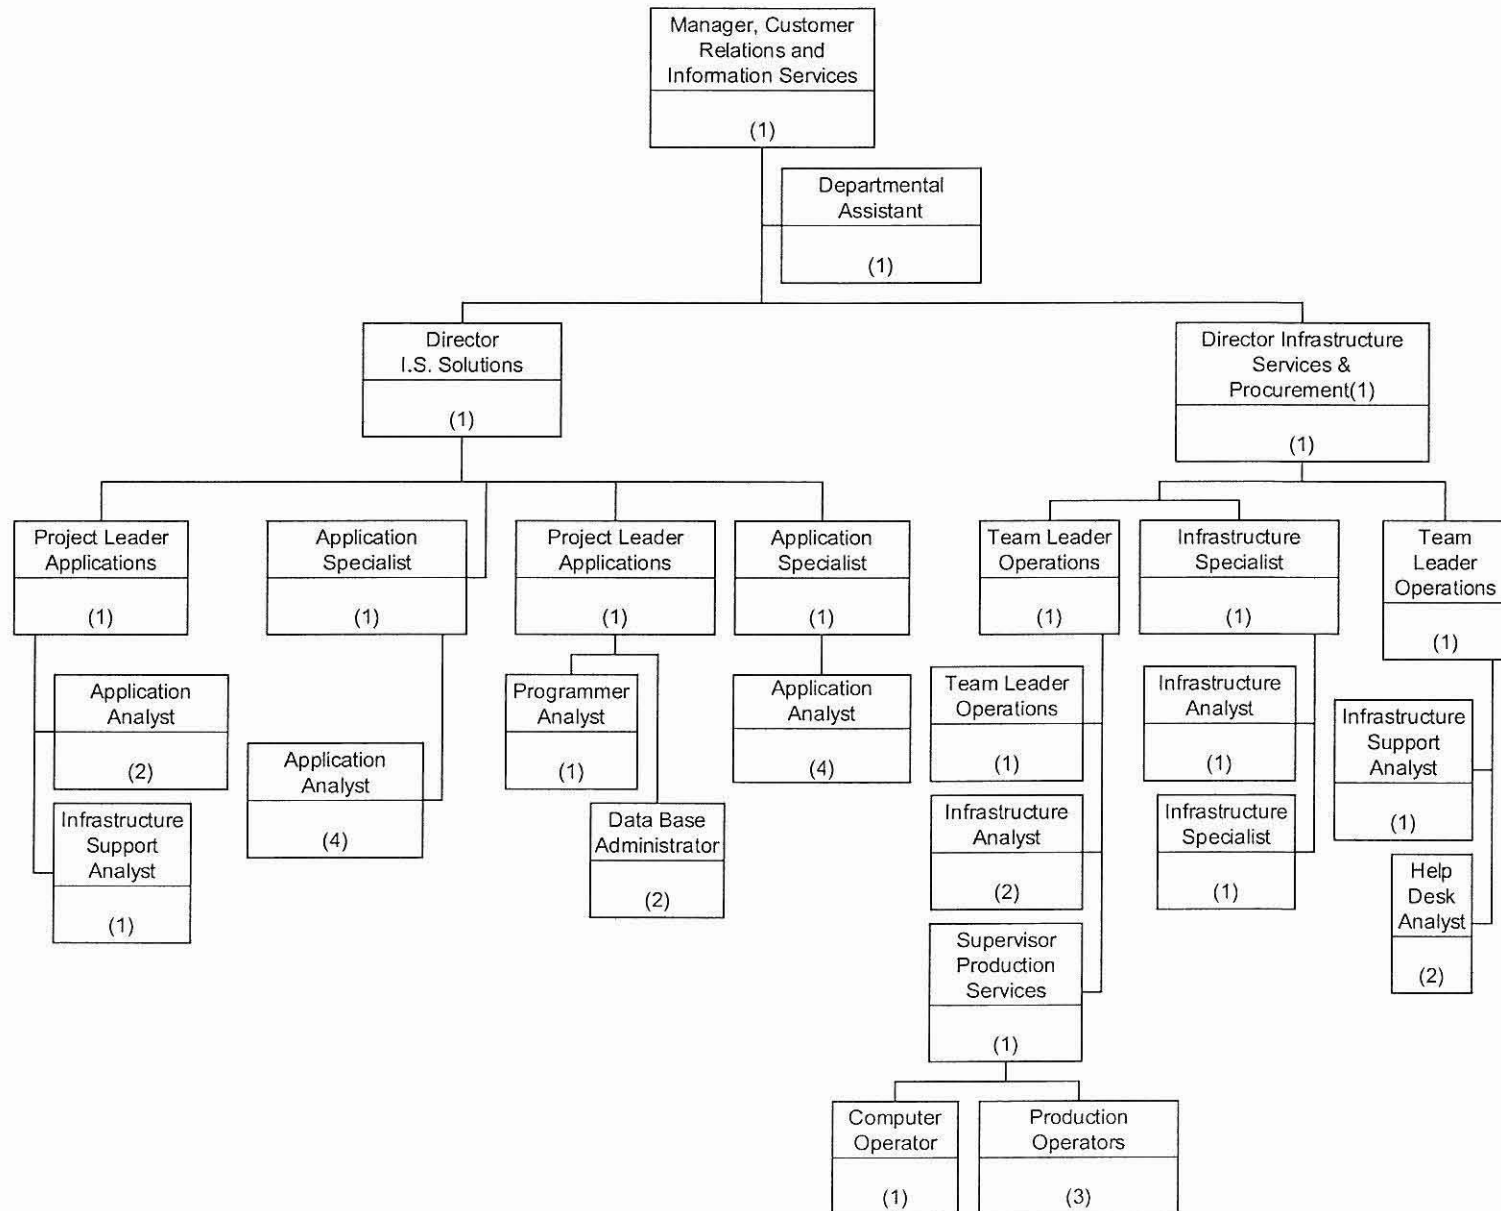 Manager, Customer
Relations and
Information Services
(1)
Departmental
Assistant
(1)
Director
I.S. Solutions
(1)
Director Infrastructure
Services &
Procurement(1)
(1)
Project Leader
Applications
(1)
Application
Specialist
(1)
Project Leader
Applications
(1)
Application
Specialist
(1)
Team Leader
Operations
(1)
Infrastructure
Specialist
(1)
Team
Leader
Operations
(1)
Application
Analyst
(2)
Infrastructure
Support
Analyst
(1)
Application
Analyst
(4)
Programmer
Analyst
(1)
Data Base
Administrator
(2)
Application
Analyst
(4)
Team Leader
Operations
(1)
Infrastructure
Analyst
(2)
Supervisor
Production
Services
(1)
Infrastructure
Analyst
(1)
Infrastructure
Specialist
(1)
Infrastructure
Support
Analyst
(1)
Help
Desk
Analyst
(2)
Computer
Operator
(1)
Production
Operators
(3)